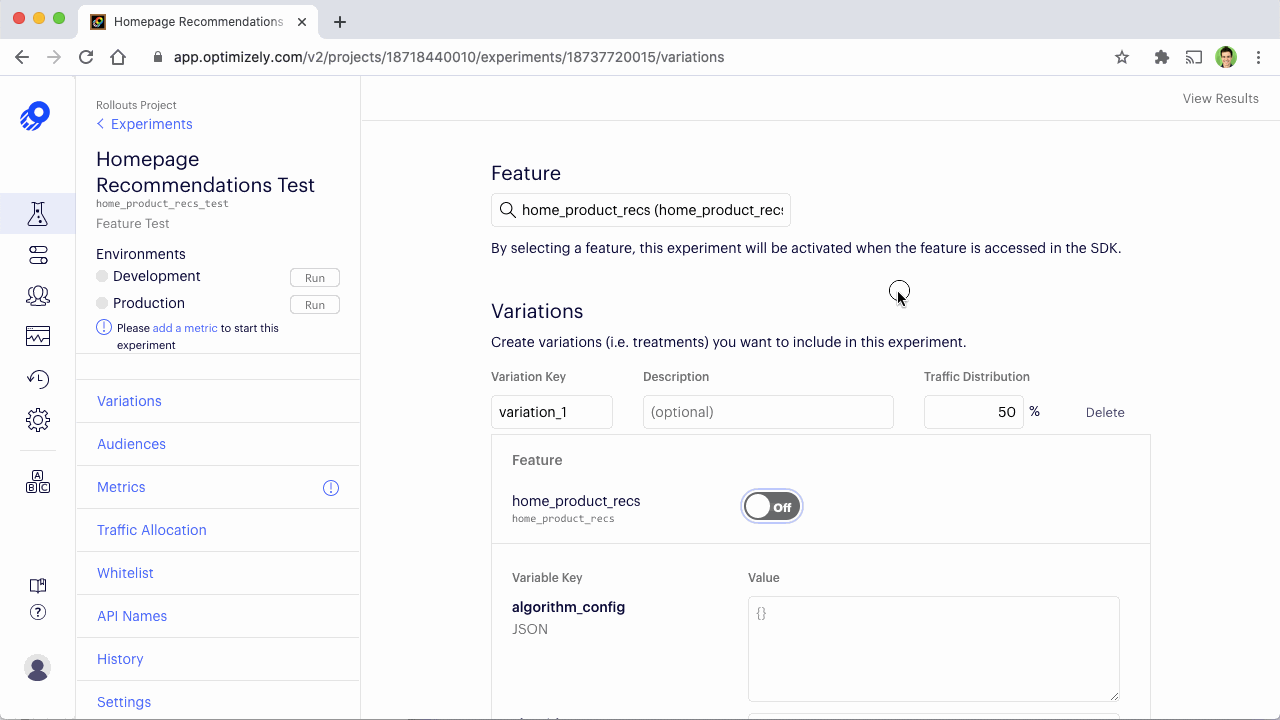 Homepage Recommendations
app.optimizely.com/v2/projects/18718440010/experiments/18737720015/variations
Rollouts Project
Experiments
Homepage
Recommendations Test
home_product_recs_test
Feature Test
Environments
Development
Run
Production
Run
Please add a metric to start this
experiment
Variations
Audiences
Metrics
Traffic Allocation
Whitelist
API Names
History
Settings
A
B C
View Results
Feature
home_product_recs (home_product_recs
By selecting a feature, this experiment will be activated when the feature is accessed in the SDK.
Variations
Create variations (i.e. treatments) you want to include in this experiment.
Variation Key Description Traffic Distribution
variation_1 (optional) 50 % Delete
Feature
home_product_recs
home_product_recs
Off
Variable Key Value
algorithm_config
JSON
{}